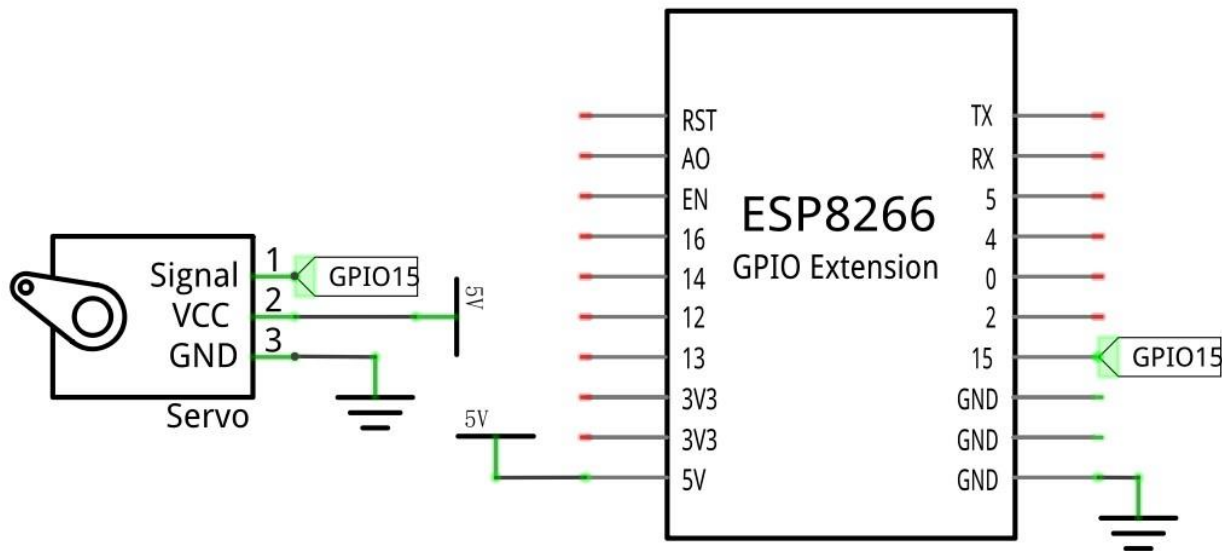 Signal 1 GPIO15
VCC 2 5V
GND 3
Servo
ESP8266
GPIO Extension
RST
AO
EN
16
14
12
13
3V3
3V3
5V
5V
TX
RX
5
4
0
2
15 GPIO15
GND
GND
GND